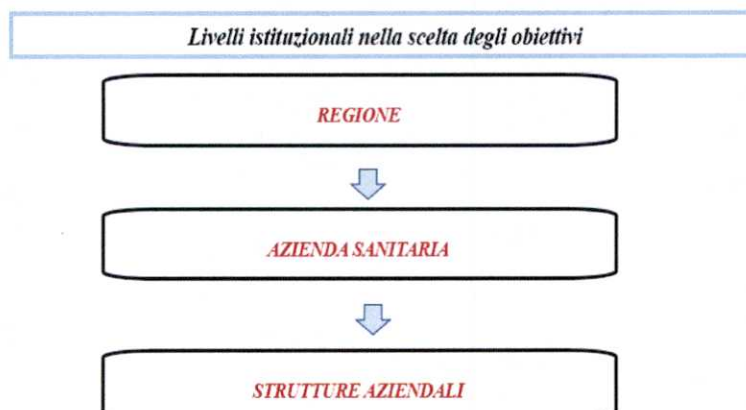 Livelli istituzionali nella scelta degli obiettivi
REGIONE
AZIENDA SANITARIA
STRUTTURE AZIENDALI